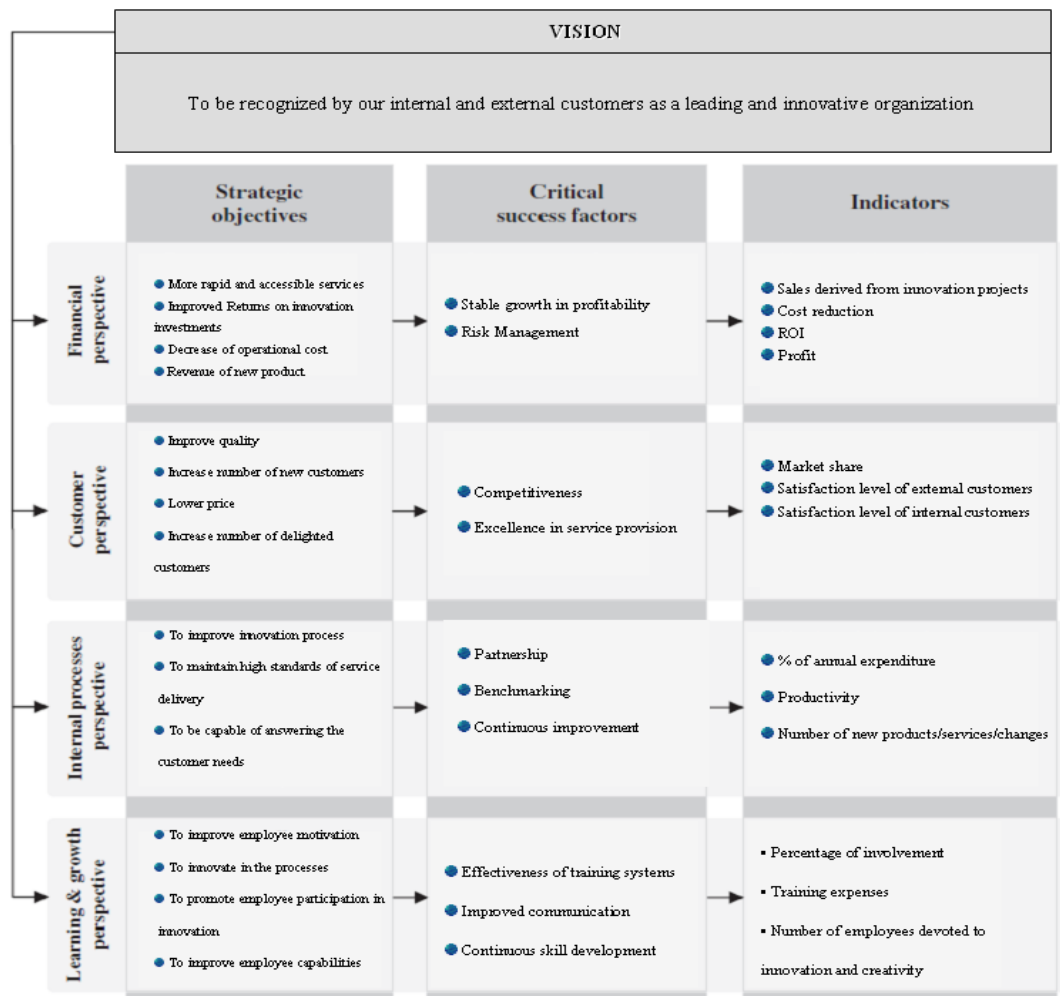 VISION
To be recognized by our internal and external customers as a leading and innovative organization
Strategic
objectives
Critical
success factors
Indicators
Financial
perspective
More rapid and accessible services
Improved Returns on innovation
investments
Decrease of operational cost
Revenue of new product
Stable growth in profitability
Risk Management
Sales derived from innovation projects
Cost reduction
ROI
Profit
Customer
perspective
Improve quality
Increase number of new customers
Lower price
Increase number of delighted
customers
Competitiveness
Excellence in service provision
Market share
Satisfaction level of external customers
Satisfaction level of internal customers
Internal processes
perspective
To improve innovation process
To maintain high standards of service
delivery
To be capable of answering the
customer needs
Partnership
Benchmarking
Continuous improvement
% of annual expenditure
Productivity
Number of new products/services/changes
Learning & growth
perspective
To improve employee motivation
To innovate in the processes
To promote employee participation in
innovation
To improve employee capabilities
Effectiveness of training systems
Improved communication
Continuous skill development
▪ Percentage of involvement
▪ Training expenses
▪ Number of employees devoted to
innovation and creativity